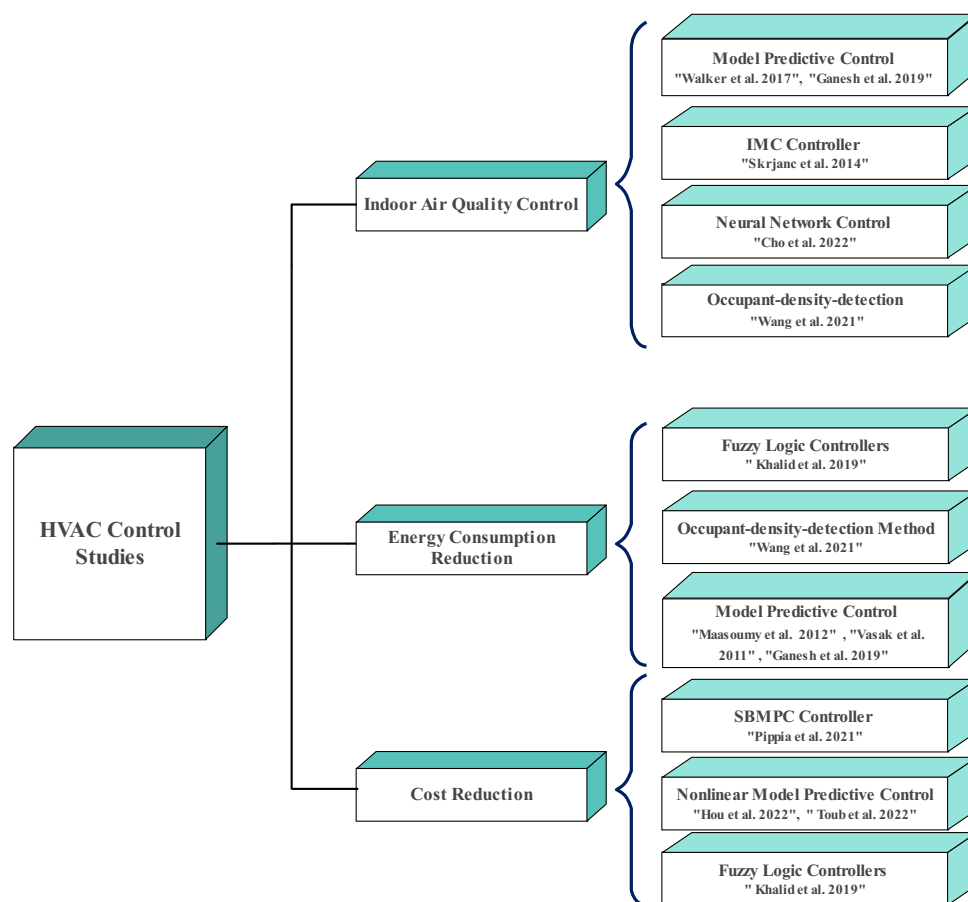 HVAC Control
Studies
Indoor Air Quality Control
Model Predictive Control
"Walker et al. 2017", "Ganesh et al. 2019"
IMC Controller
"Skrjanc et al. 2014"
Neural Network Control
"Cho et al. 2022"
Occupant-density-detection
"Wang et al. 2021"
Energy Consumption
Reduction
Fuzzy Logic Controllers
" Khalid et al. 2019"
Occupant-density-detection Method
"Wang et al. 2021"
Model Predictive Control
"Maasoumy et al. 2012" , "Vasak et al.
2011" , "Ganesh et al. 2019"
Cost Reduction
SBMPC Controller
"Pippia et al. 2021"
Nonlinear Model Predictive Control
"Hou et al. 2022", " Toub et al. 2022"
Fuzzy Logic Controllers
" Khalid et al. 2019"